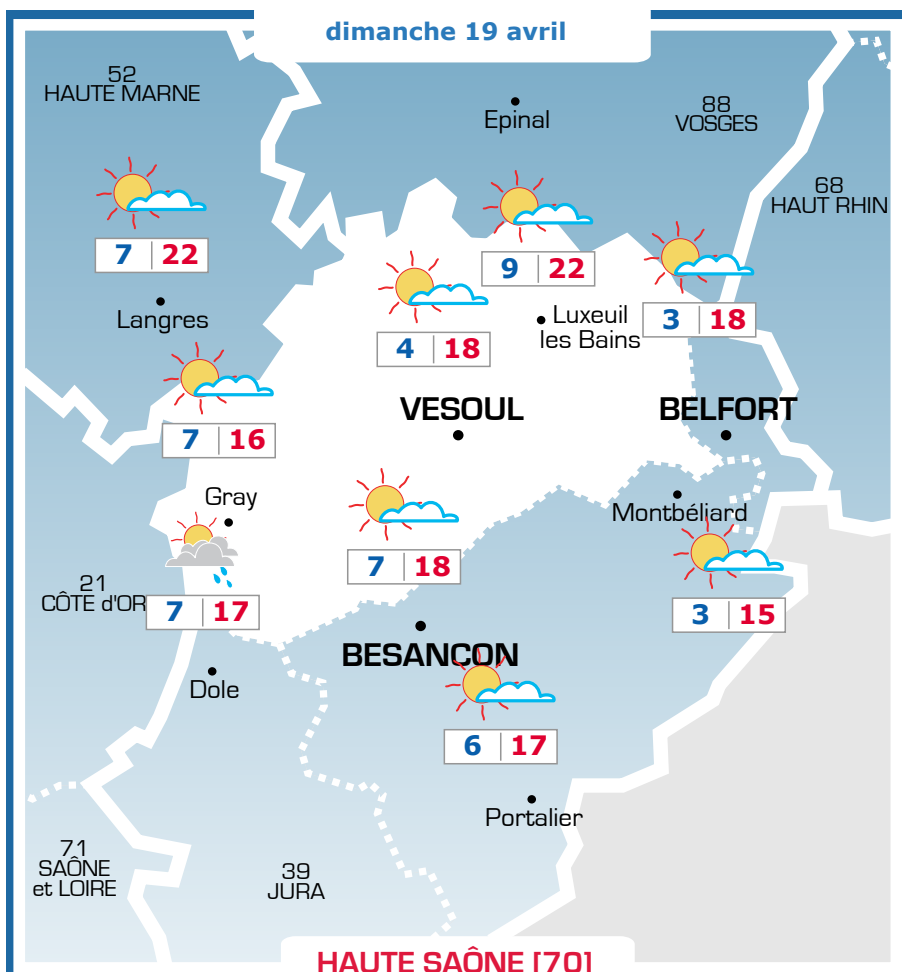 dimanche 19 avril
52
HAUTE MARNE
Epinal
88
VOSGES
68
HAUT RHIN
7 22
9 22
Langres
4 18
Luxeuil
les Bains
3 18
7 16
VESOUL
BELFORT
Gray
Montbéliard
7 18
21
CÔTE d'OR
7 17
3 15
BESANCON
Dole
6 17
Portalier
71
SAÔNE
et LOIRE
39
JURA
HAUTE SAÔNE [70]